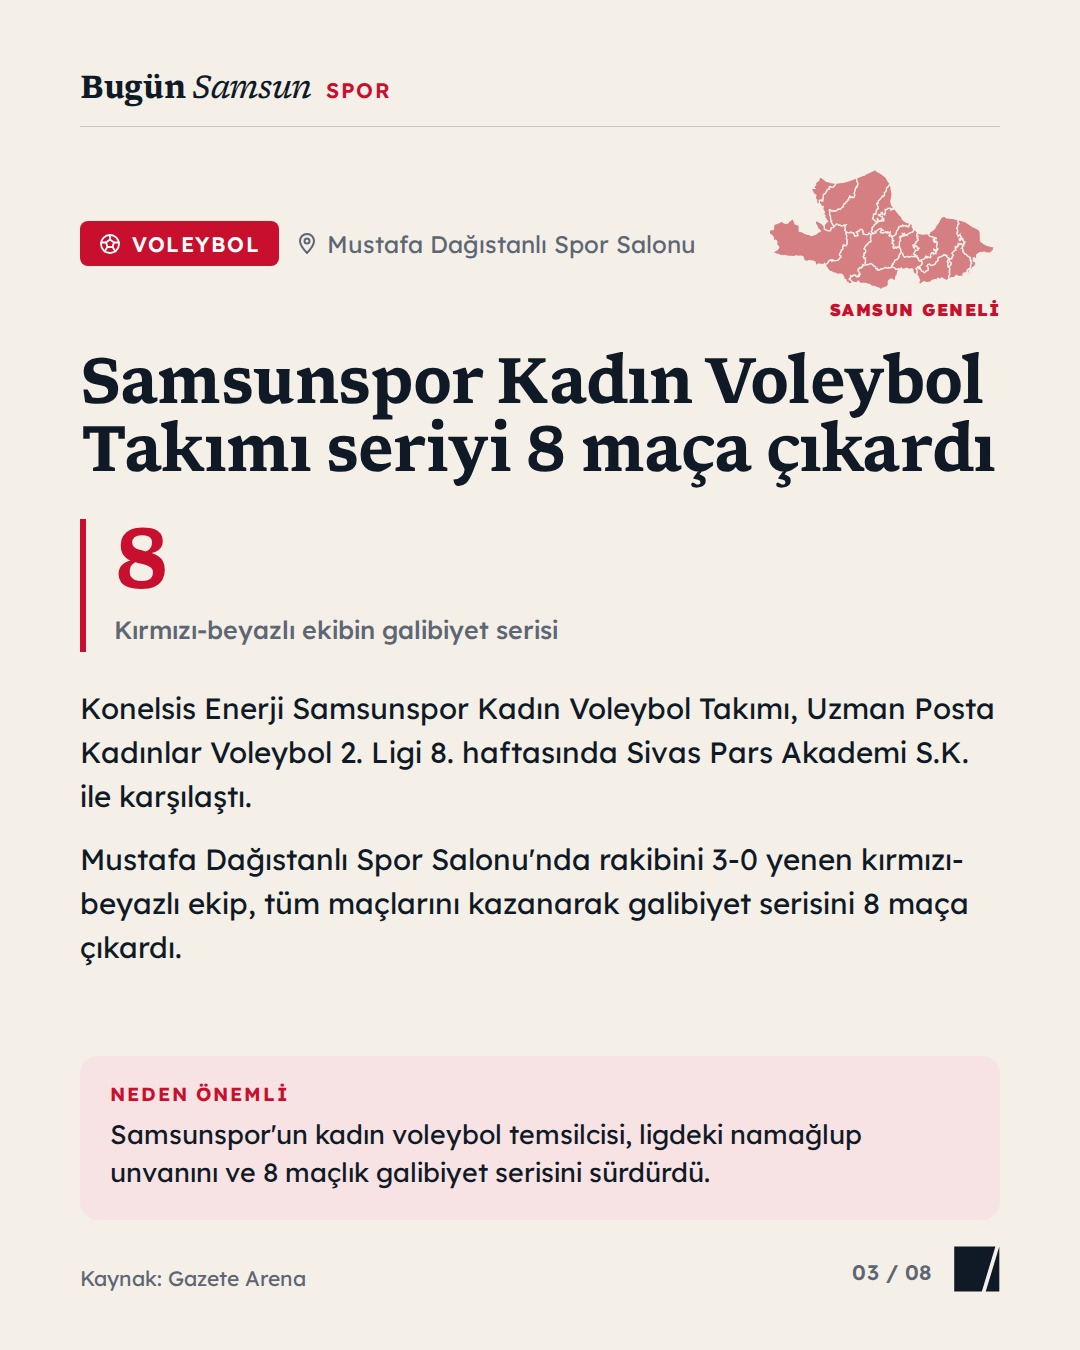 Bugün Samsun SPOR
VOLEYBOL
Mustafa Dağıstanlı Spor Salonu
SAMSUN GENELİ
Samsunspor Kadın Voleybol
Takımı seriyi 8 maça çıkardı
8
Kırmızı-beyazlı ekibin galibiyet serisi
Konelsis Enerji Samsunspor Kadın Voleybol Takımı, Uzman Posta
Kadınlar Voleybol 2. Ligi 8. haftasında Sivas Pars Akademi S.K.
ile karşılaştı.
Mustafa Dağıstanlı Spor Salonu'nda rakibini 3-0 yenen kırmızı-
beyazlı ekip, tüm maçlarını kazanarak galibiyet serisini 8 maça
çıkardı.
NEDEN ÖNEMLİ
Samsunspor'un kadın voleybol temsilcisi, ligdeki namağlup
unvanını ve 8 maçlık galibiyet serisini sürdürdü.
Kaynak: Gazete Arena
03 / 08